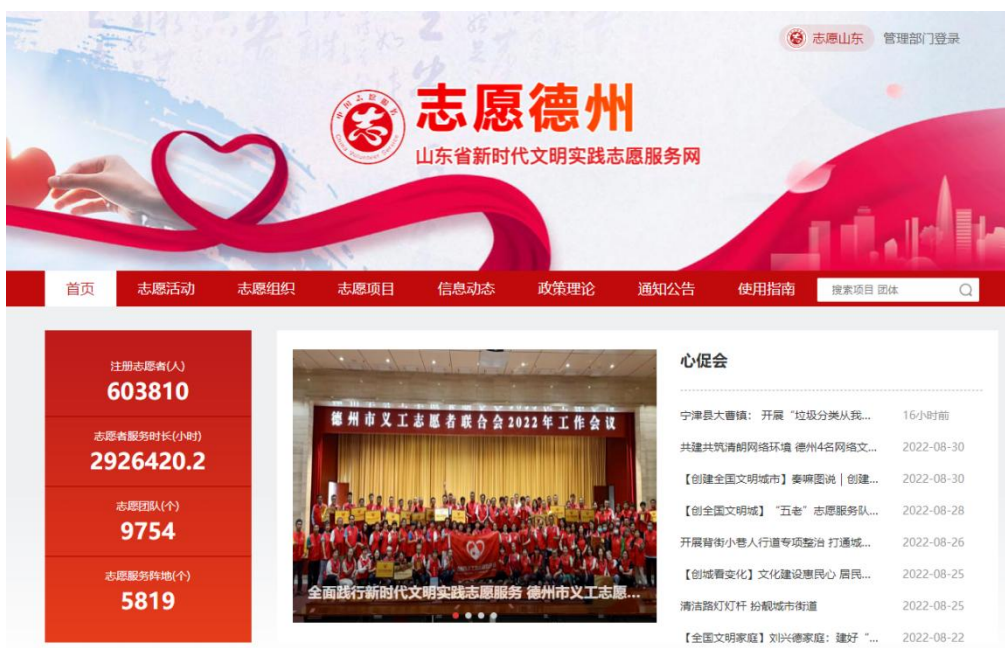 志愿山东 管理部门登录
中国志愿服务
China Volunteer Service
志愿德州
山东省新时代文明实践志愿服务网
首页 志愿活动 志愿组织 志愿项目 信息动态 政策理论 通知公告 使用指南 搜索项目 团体
注册志愿者(人)
603810
志愿者服务时长(小时)
2926420.2
志愿团队(个)
9754
志愿服务阵地(个)
5819
德州市义工志愿者联合会2022年工作会议
全面践行新时代文明实践志愿服务 德州市义工志愿...
心促会
宁津县大曹镇： 开展“垃圾分类从我... 16小时前
共建共筑清朗网络环境 德州4名网络文... 2022-08-30
【创建全国文明城市】奏嘛图说｜创建... 2022-08-30
【创全国文明城】“五老”志愿服务队... 2022-08-28
开展背街小巷人行道专项整治 打通城... 2022-08-26
【创城看变化】文化建设惠民心 居民... 2022-08-25
清洁路灯灯杆 扮靓城市街道 2022-08-25
【全国文明家庭】刘兴德家庭：建好“... 2022-08-22